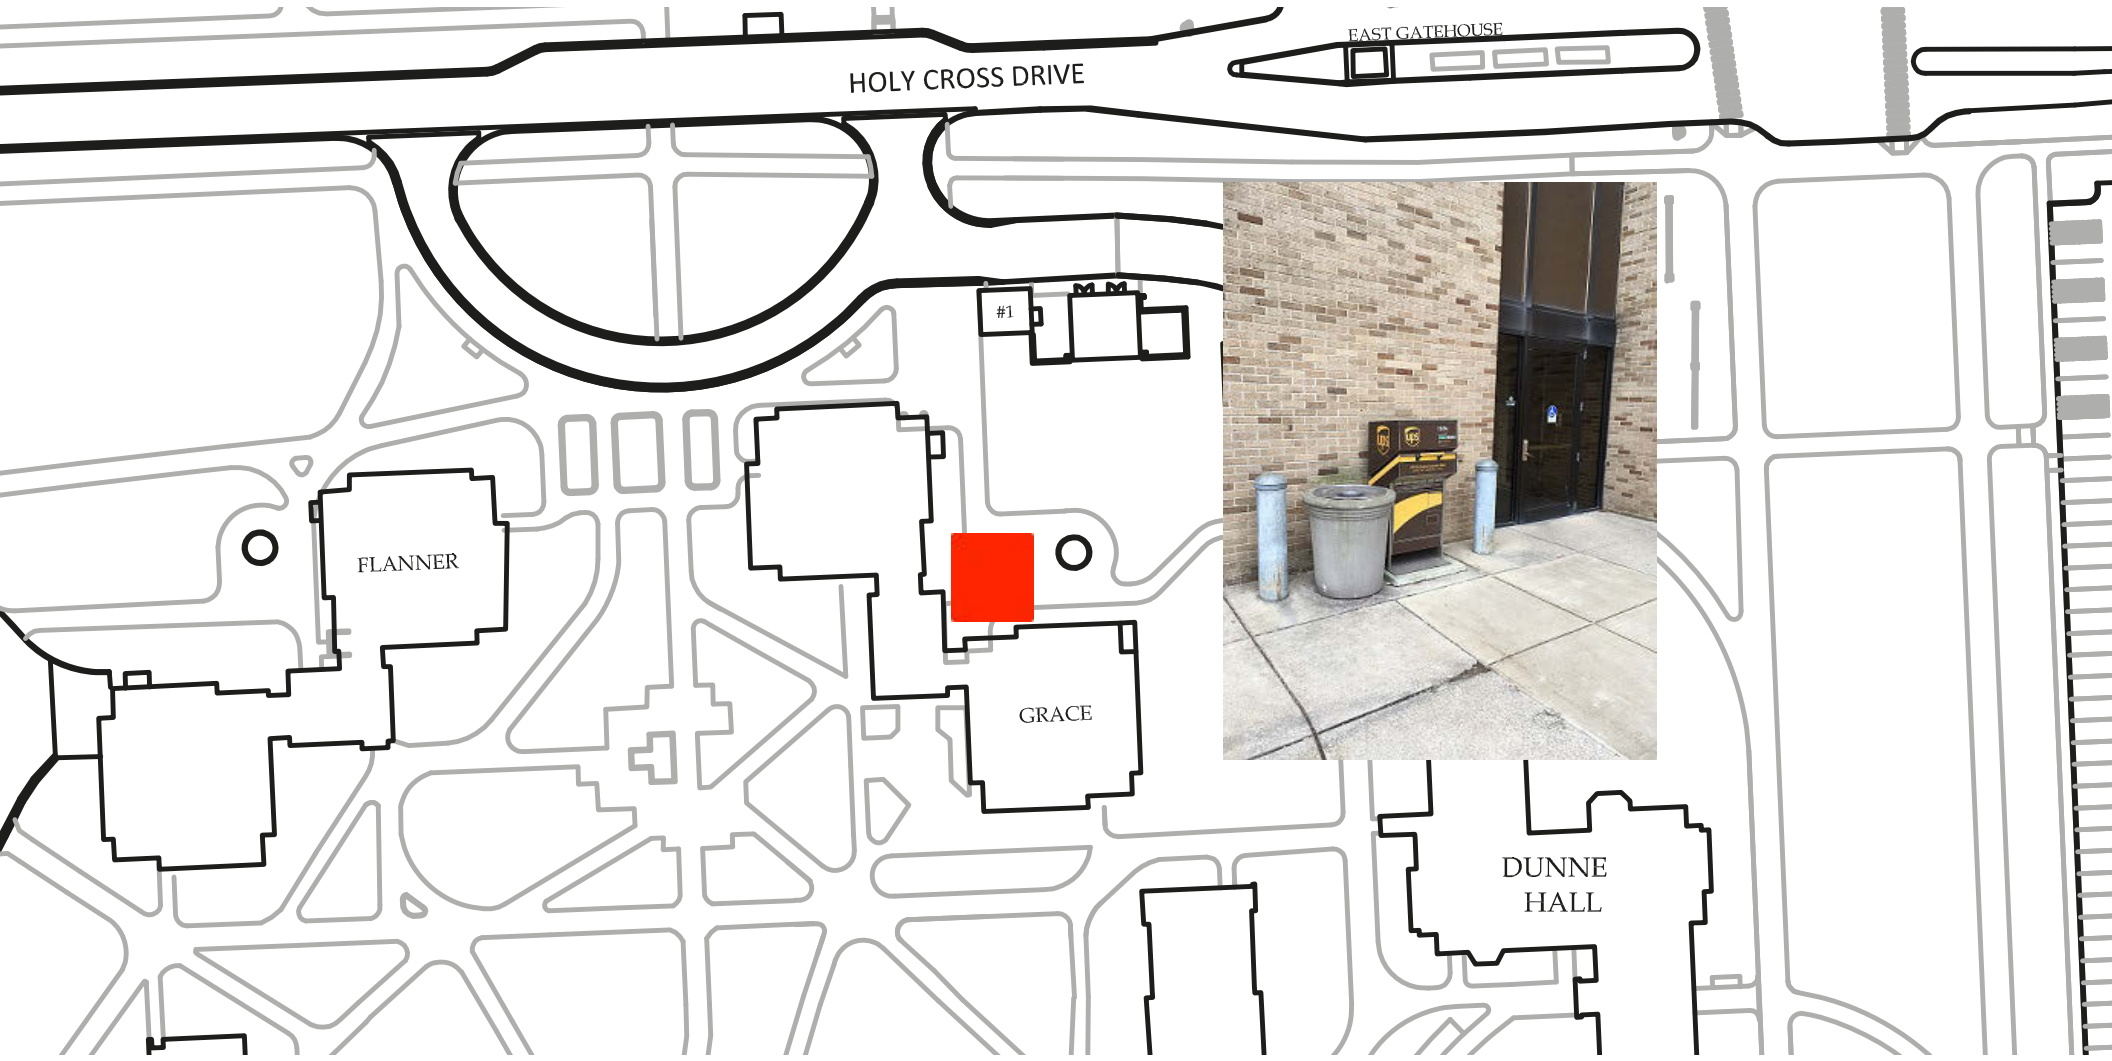 EAST GATEHOUSE
HOLY CROSS DRIVE
#1
ups
ups
FLANNER
GRACE
DUNNE
HALL